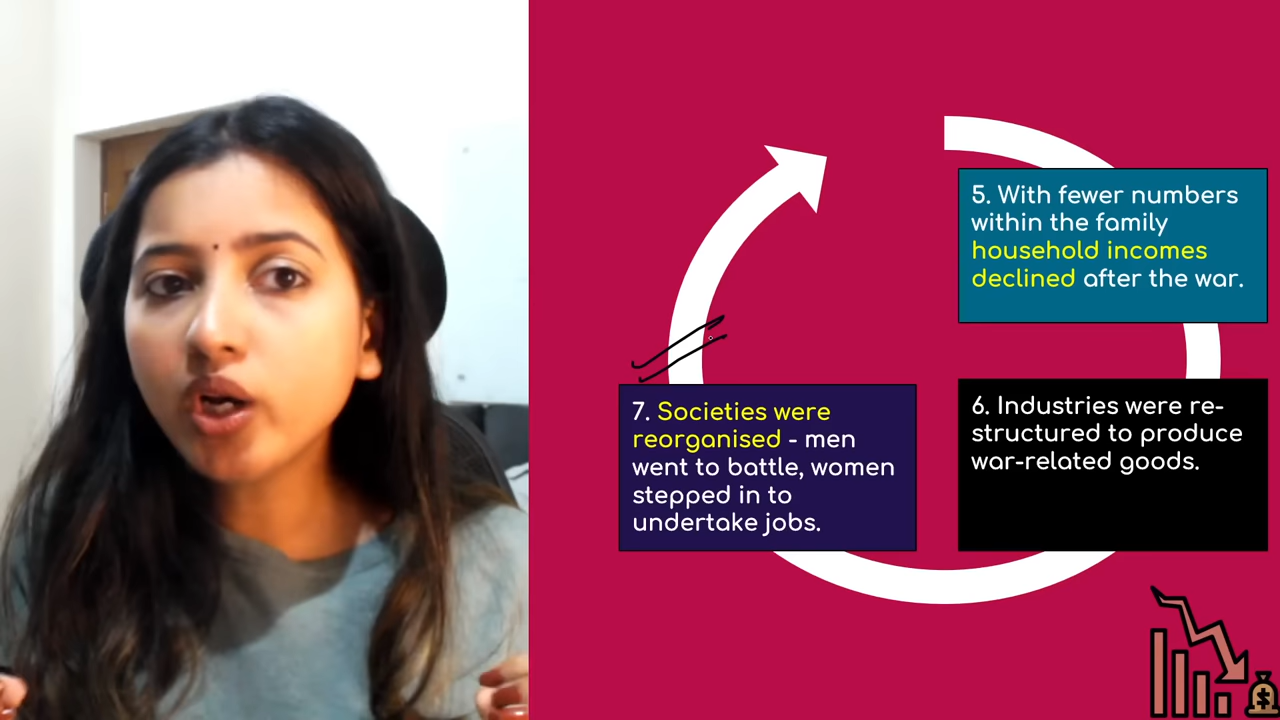 5. With fewer numbers
within the family
household incomes
declined after the war.
6. Industries were re-
structured to produce
war-related goods.
7. Societies were
reorganised - men
went to battle, women
stepped in to
undertake jobs.
$